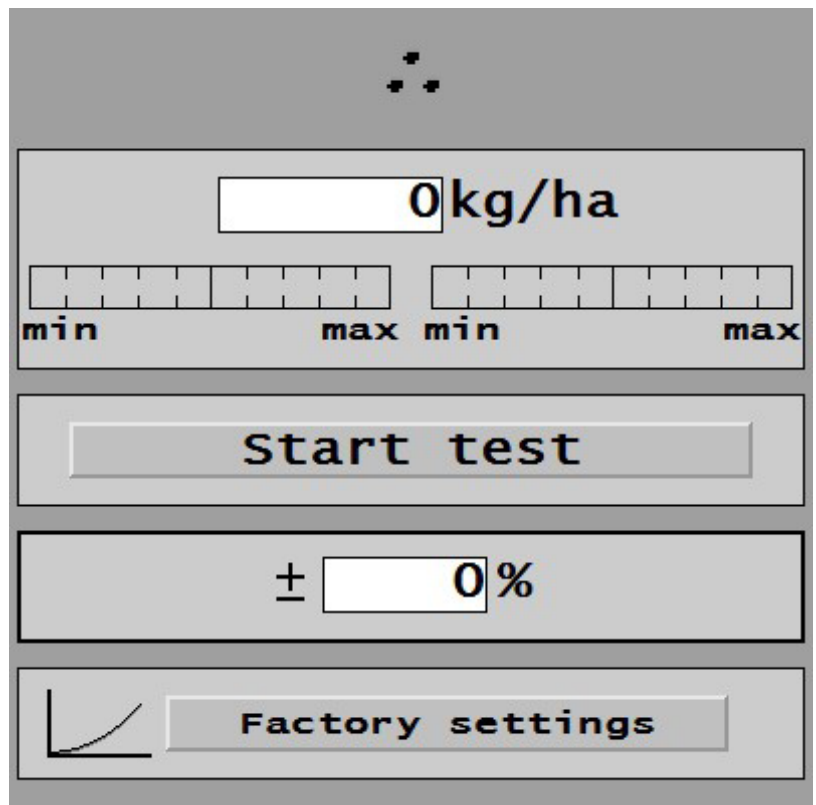 0kg/ha
min max min max
Start test
± 0%
Factory settings